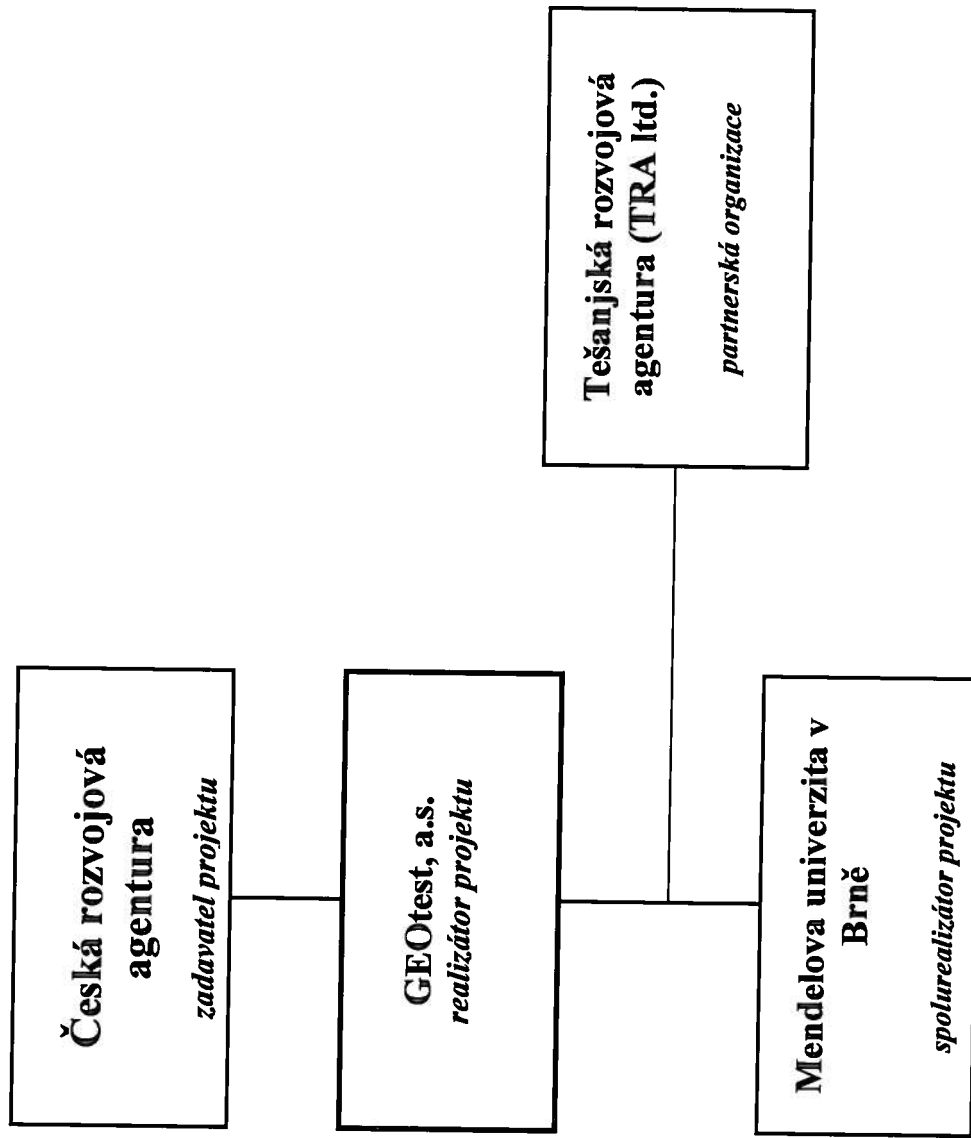 Česká rozvojová
agentura
zadavatel projektu
GEOtest, a.s.
realizátor projektu
Tešanjská rozvojová
agentura (TRA ltd.)
partnerská organizace
Mendelova univerzita v
Brně
spolurealizátor projektu